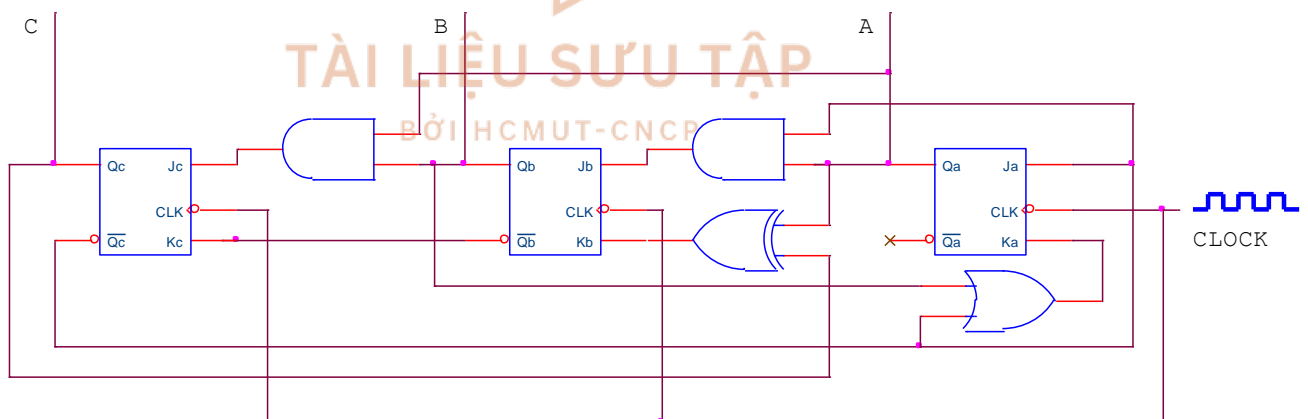 C B A
TÀI LIỆU SƯU TẬP
BỞI HCMUT-CNCP
Qc Jc Qb Jb Qa Ja
CLK CLK CLK
Qc Kc Qb Kb Qa Ka
CLOCK